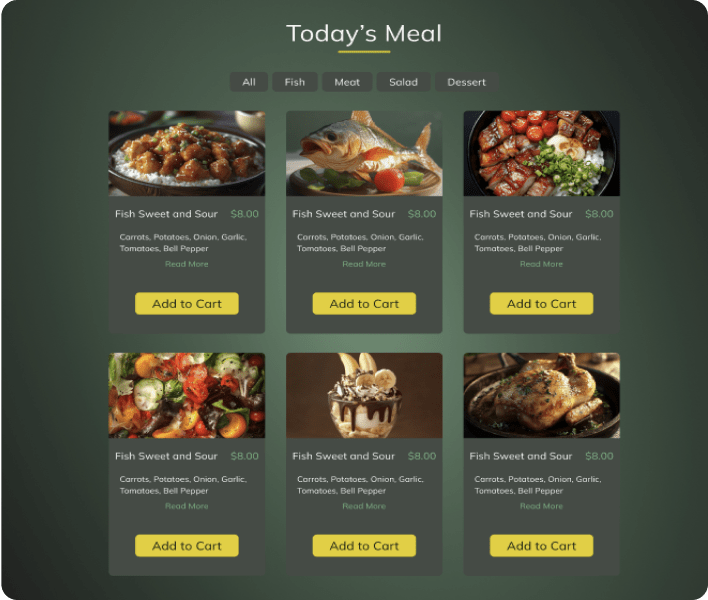 Today's Meal
All Fish Meat Salad Dessert
Fish Sweet and Sour $8.00
Carrots, Potatoes, Onion, Garlic,
Tomatoes, Bell Pepper
Read More
Add to Cart
Fish Sweet and Sour $8.00
Carrots, Potatoes, Onion, Garlic,
Tomatoes, Bell Pepper
Read More
Add to Cart
Fish Sweet and Sour $8.00
Carrots, Potatoes, Onion, Garlic,
Tomatoes, Bell Pepper
Read More
Add to Cart
Fish Sweet and Sour $8.00
Carrots, Potatoes, Onion, Garlic,
Tomatoes, Bell Pepper
Read More
Add to Cart
Fish Sweet and Sour $8.00
Carrots, Potatoes, Onion, Garlic,
Tomatoes, Bell Pepper
Read More
Add to Cart
Fish Sweet and Sour $8.00
Carrots, Potatoes, Onion, Garlic,
Tomatoes, Bell Pepper
Read More
Add to Cart